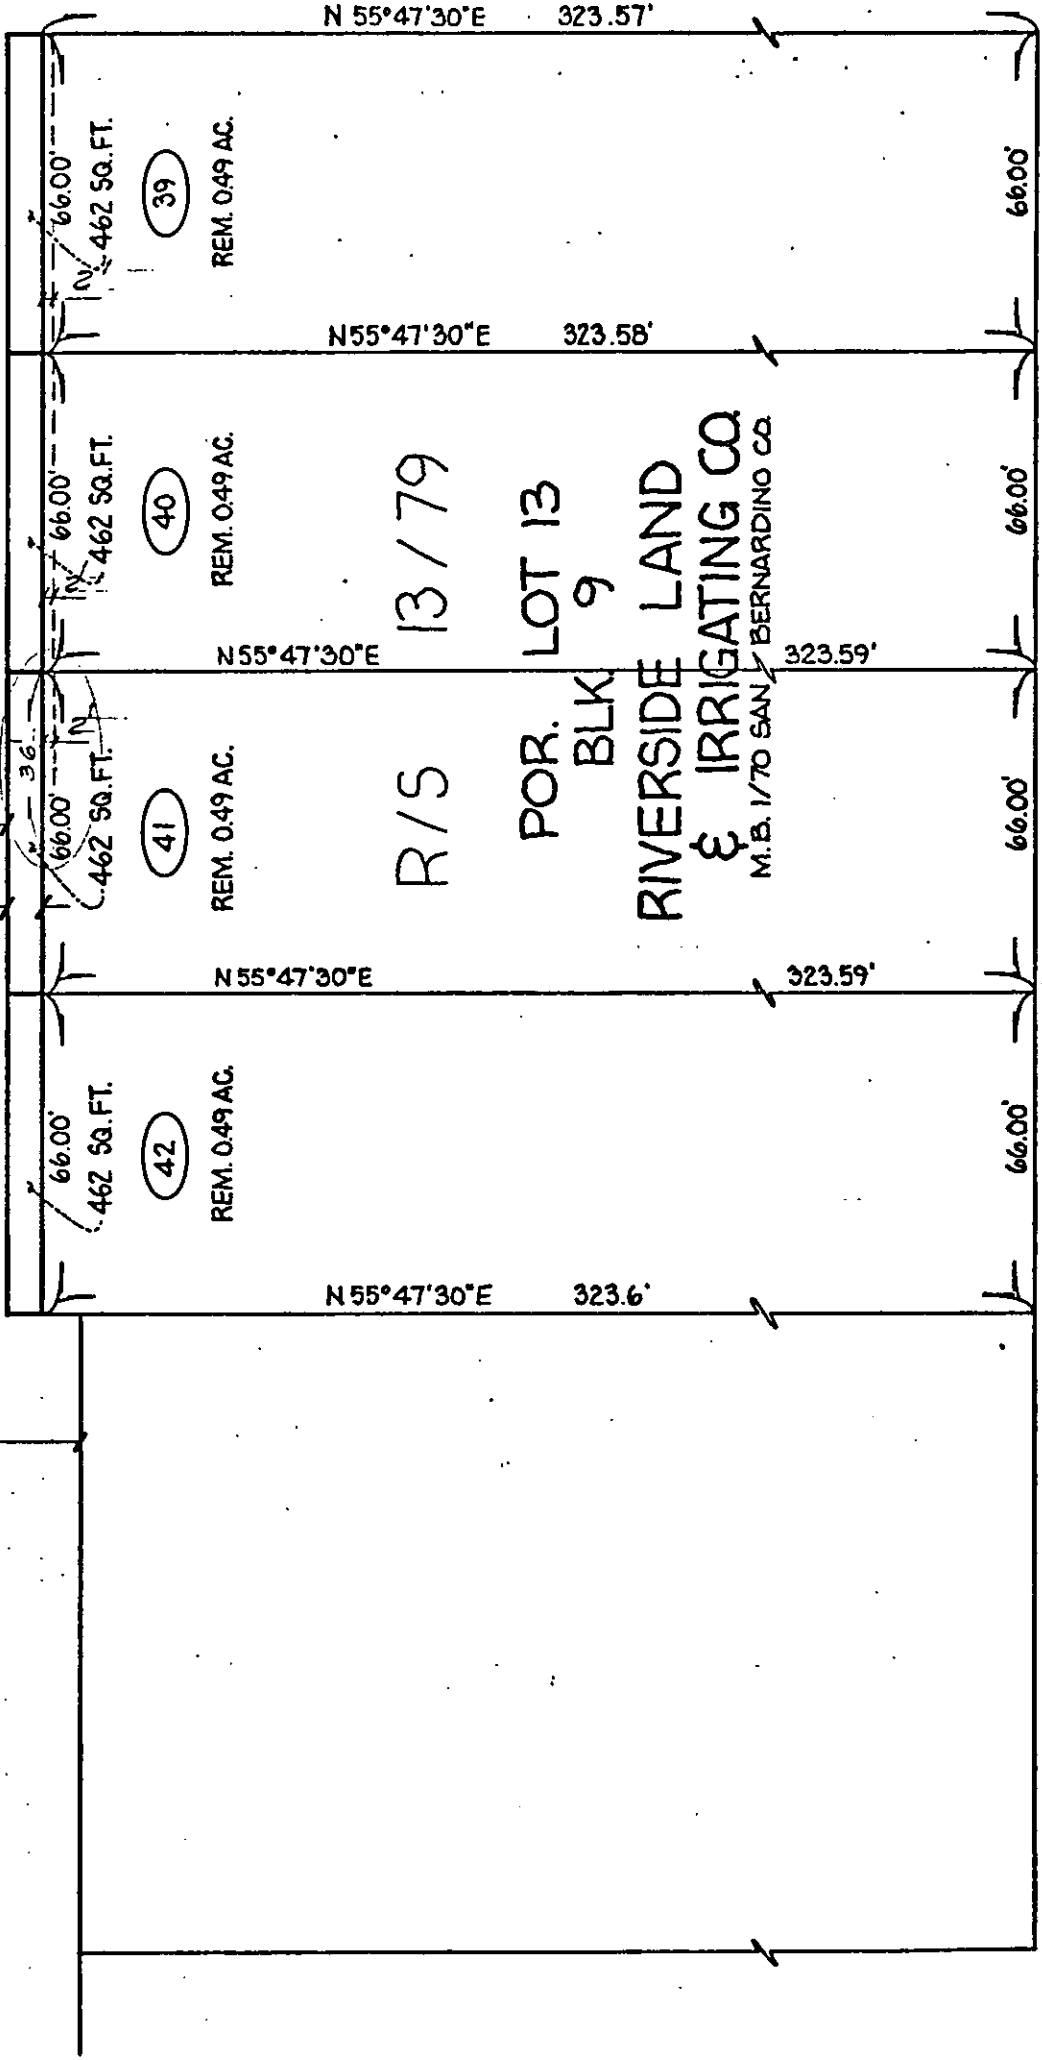 N 55°47'30"E 323.57'
66.00'
462 SQ.FT.
2'
39
REM. 0.49 AC.
66.00'
N55°47'30"E 323.58'
66.00'
462 SQ.FT.
2'
40
REM. 0.49 AC.
66.00'
N55°47'30"E 323.59'
36
66.00'
2'
462 SQ.FT.
41
REM. 0.49 AC.
66.00'
N55°47'30"E 323.59'
66.00'
462 SQ.FT.
42
REM. 0.49 AC.
66.00'
N55°47'30"E 323.6'
R/S 13/79
POR. LOT 13
BLK. 9
RIVERSIDE LAND
& IRRIGATING CO.
M.B. 1/70 SAN BERNARDINO CO.